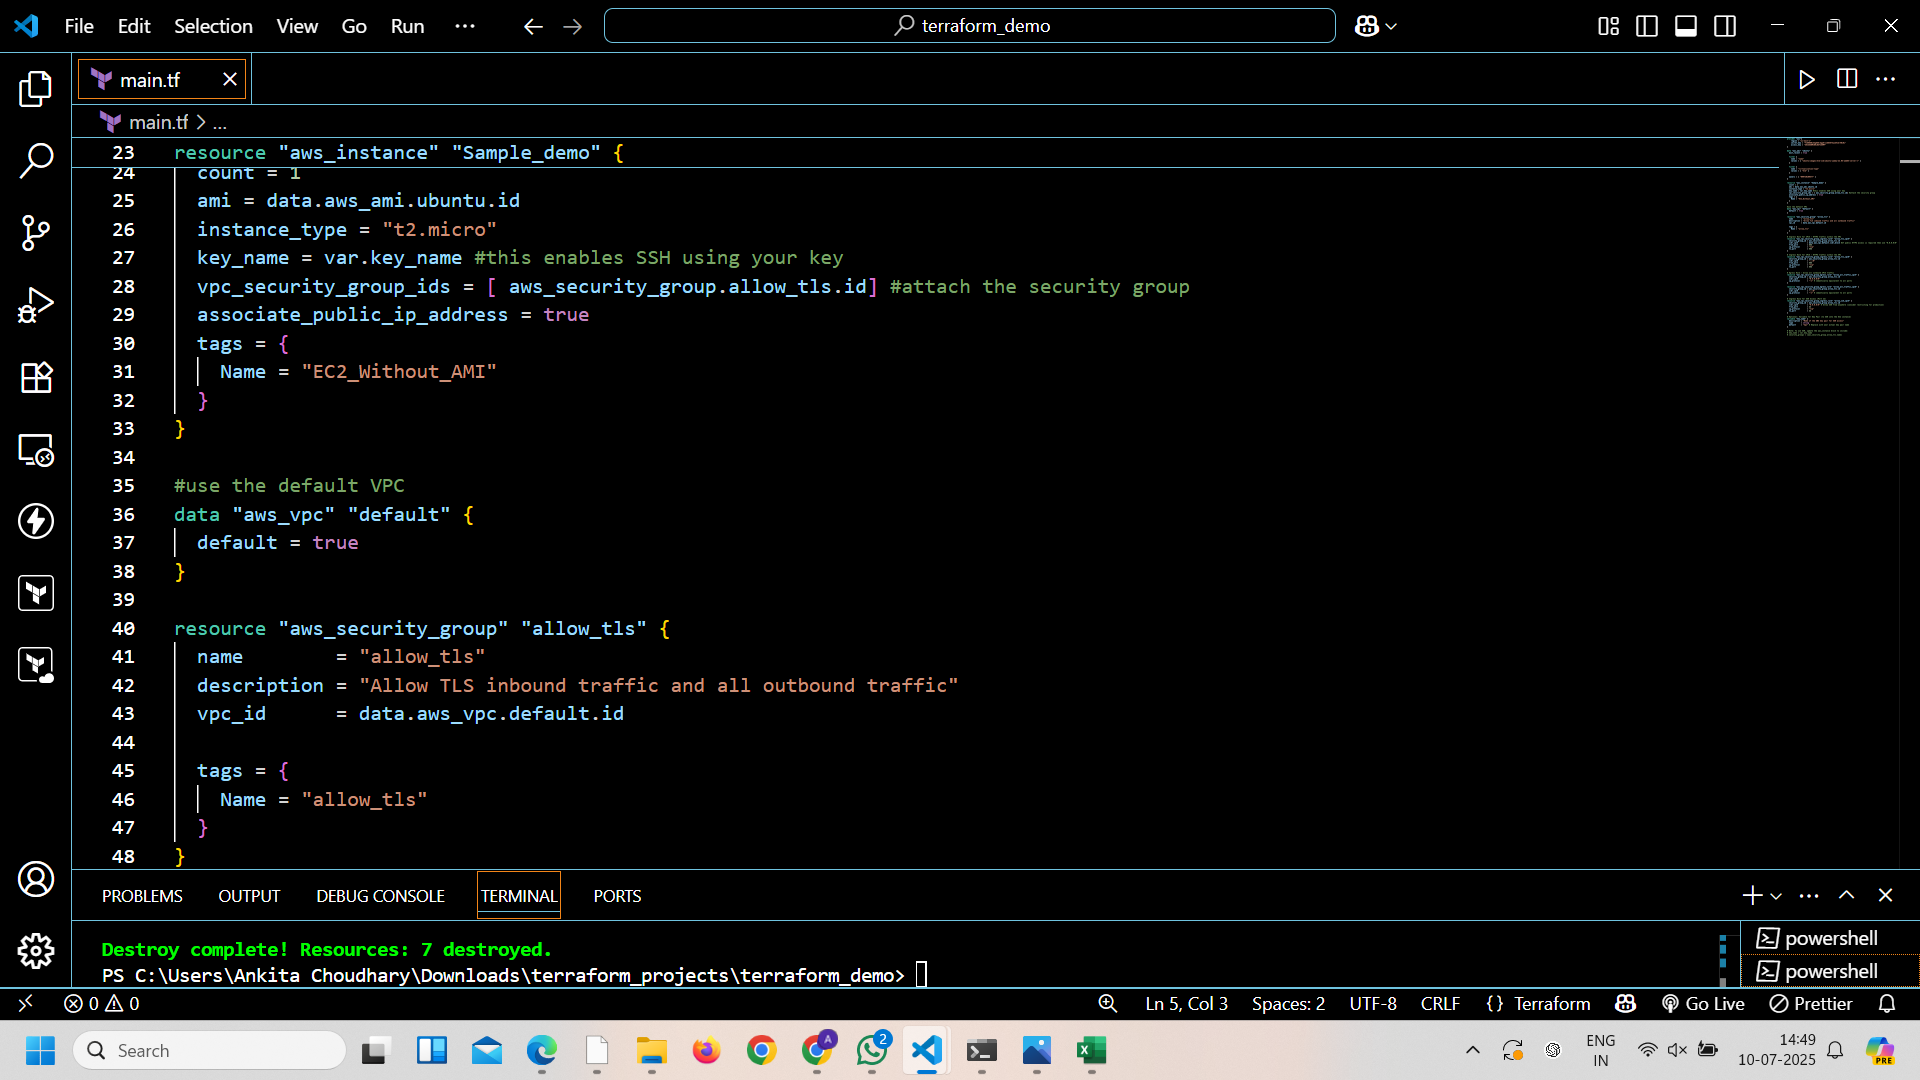 File Edit Selection View Go Run ··· terraform_demo
main.tf
main.tf > ...
23 resource "aws_instance" "Sample_demo" {
24 count = 1
25 ami = data.aws_ami.ubuntu.id
26 instance_type = "t2.micro"
27 key_name = var.key_name #this enables SSH using your key
28 vpc_security_group_ids = [ aws_security_group.allow_tls.id] #attach the security group
29 associate_public_ip_address = true
30 tags = {
31 Name = "EC2_Without_AMI"
32 }
33 }
34
35 #use the default VPC
36 data "aws_vpc" "default" {
37 default = true
38 }
39
40 resource "aws_security_group" "allow_tls" {
41 name = "allow_tls"
42 description = "Allow TLS inbound traffic and all outbound traffic"
43 vpc_id = data.aws_vpc.default.id
44
45 tags = {
46 Name = "allow_tls"
47 }
48 }
PROBLEMS OUTPUT DEBUG CONSOLE TERMINAL PORTS
Destroy complete! Resources: 7 destroyed.
PS C:\Users\Ankita Choudhary\Downloads\terraform_projects\terraform_demo>
powershell
powershell
0 0 Ln 5, Col 3 Spaces: 2 UTF-8 CRLF {} Terraform Go Live Prettier
Search
A
2
ENG
IN
14:49
10-07-2025
PRE